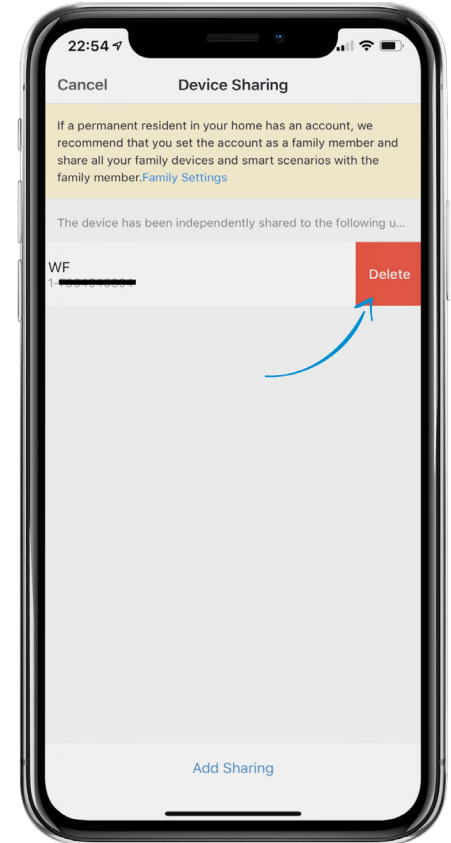 22:54
Cancel Device Sharing
If a permanent resident in your home has an account, we
recommend that you set the account as a family member and
share all your family devices and smart scenarios with the
family member.Family Settings
The device has been independently shared to the following u...
WF
Delete
1-
Add Sharing